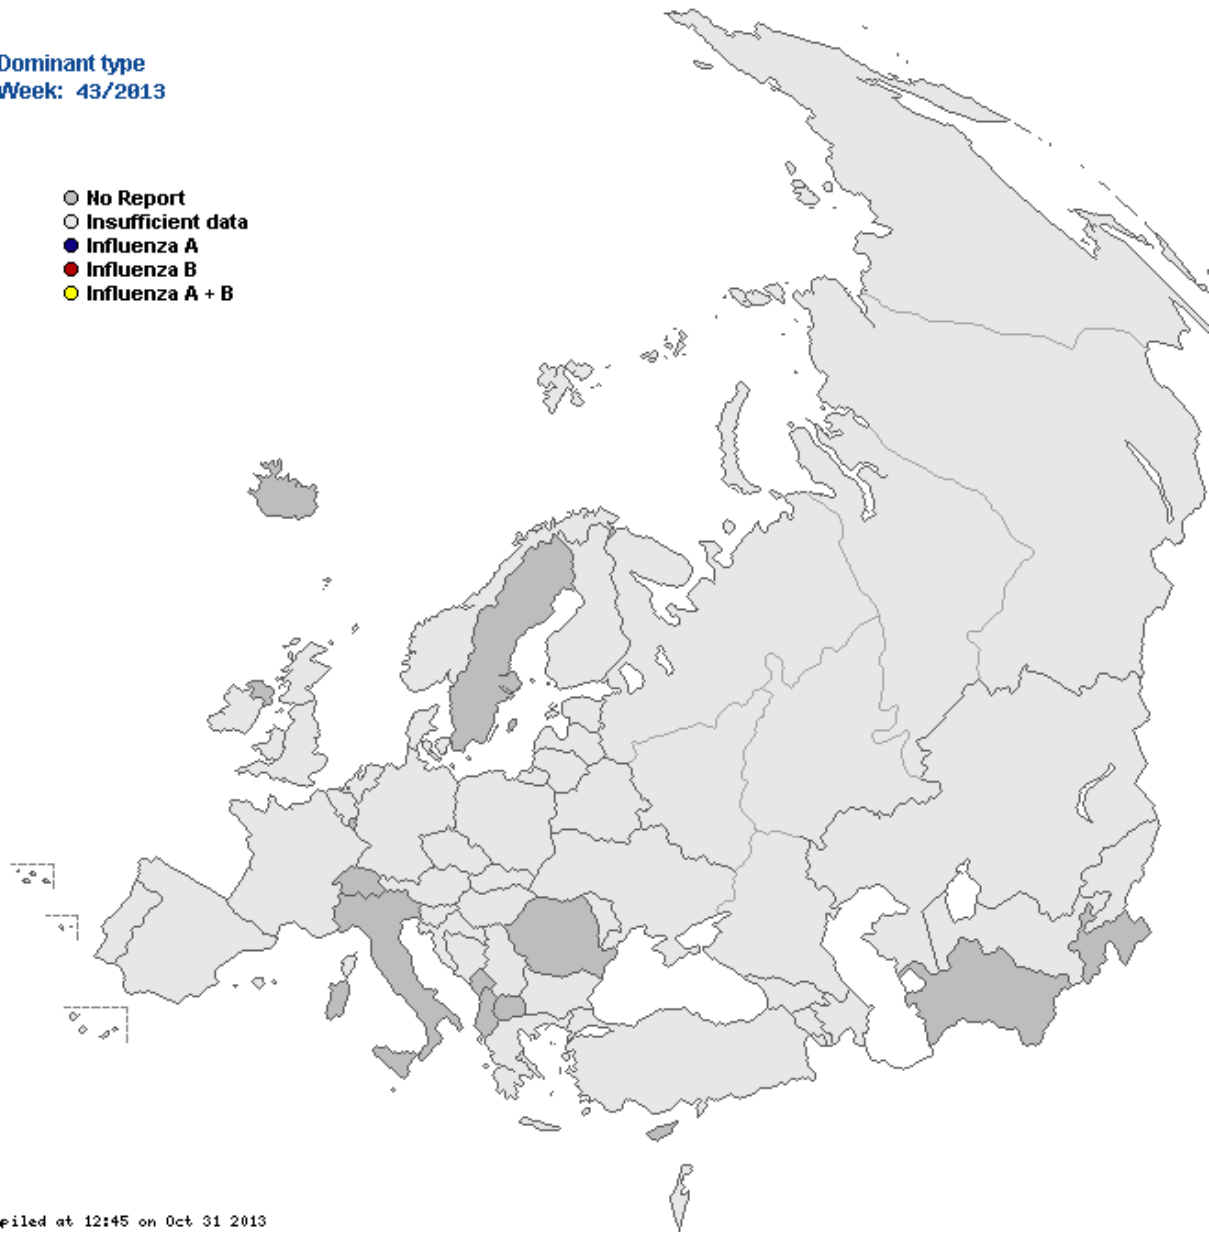 Dominant type
Week: 43/2013
No Report
Insufficient data
Influenza A
Influenza B
Influenza A + B
piled at 12:45 on Oct 31 2013